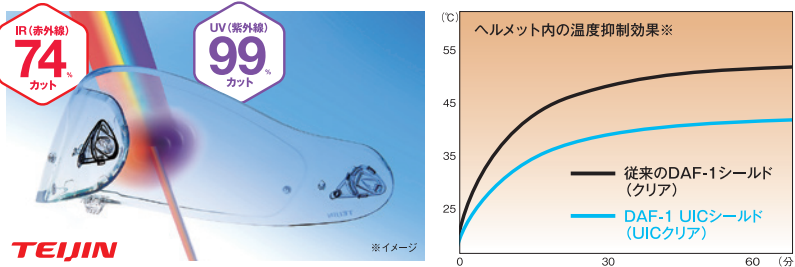 IR(赤外線)
74%
カット
UV(紫外線)
99%
カット
TEIJIN
※イメージ
(℃)
ヘルメット内の温度抑制効果※
55
45
35
25
従来のDAF-1シールド
(クリア)
DAF-1 UICシールド
(UICクリア)
0
30
60
(分